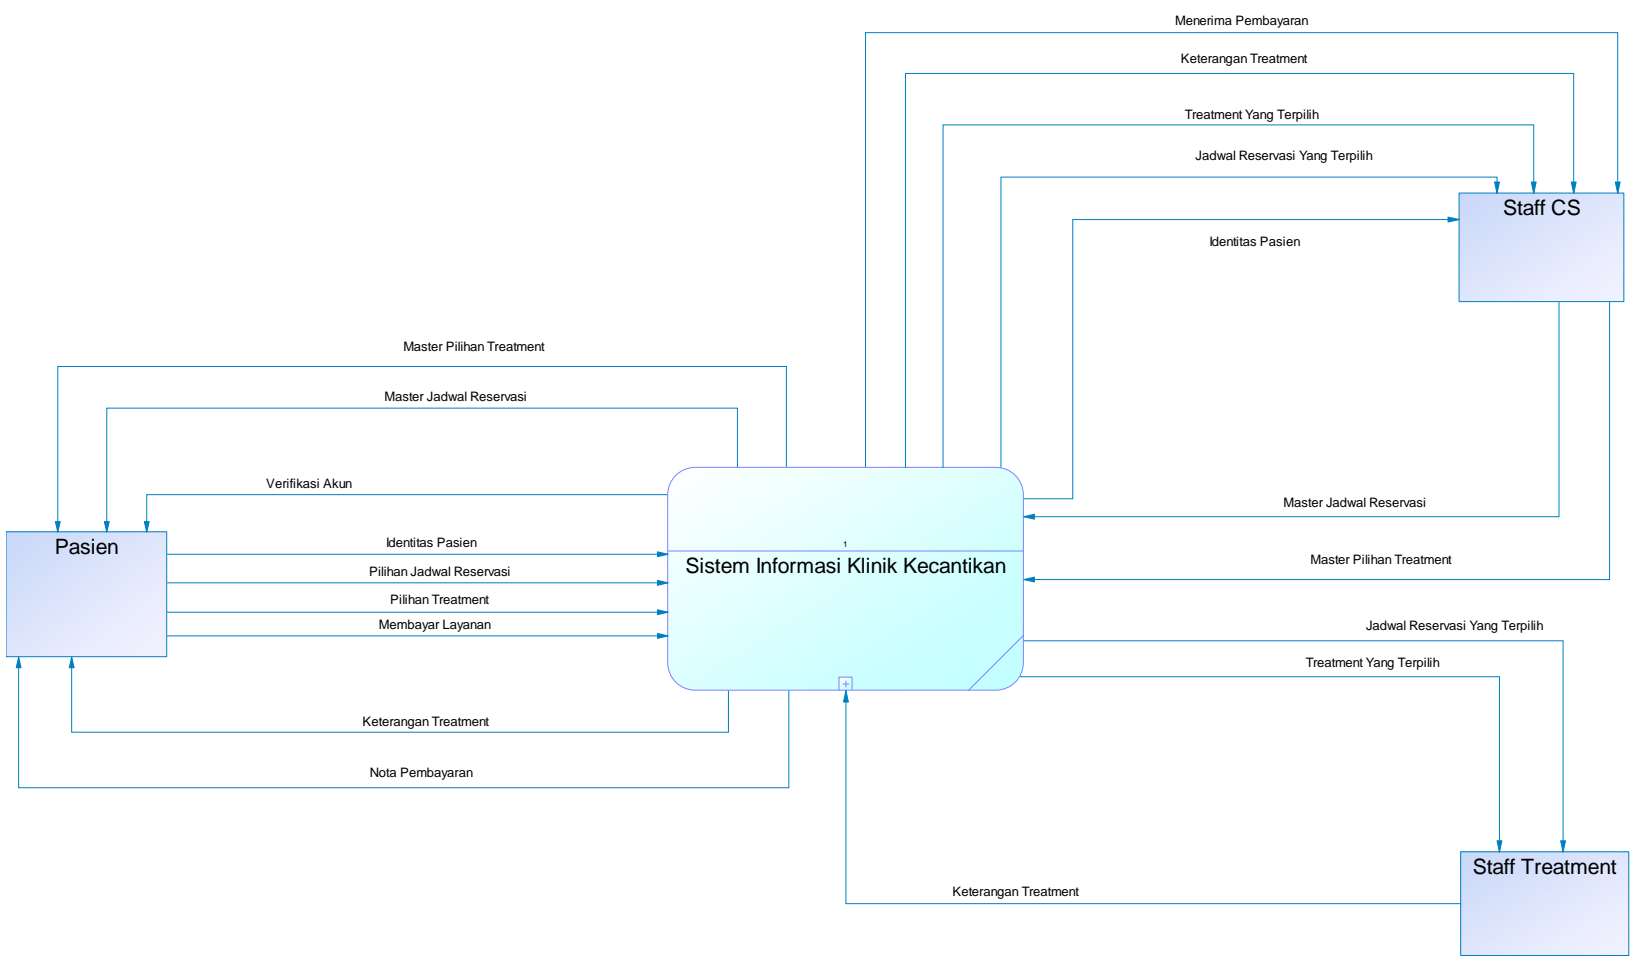 Menerima Pembayaran
Keterangan Treatment
Treatment Yang Terpilih
Jadwal Reservasi Yang Terpilih
Staff CS
Identitas Pasien
Master Pilihan Treatment
Master Jadwal Reservasi
Verifikasi Akun
Master Jadwal Reservasi
Pasien
Identitas Pasien
1
Sistem Informasi Klinik Kecantikan
Master Pilihan Treatment
Pilihan Jadwal Reservasi
Pilihan Treatment
Membayar Layanan
Jadwal Reservasi Yang Terpilih
Treatment Yang Terpilih
Keterangan Treatment
Nota Pembayaran
Staff Treatment
Keterangan Treatment